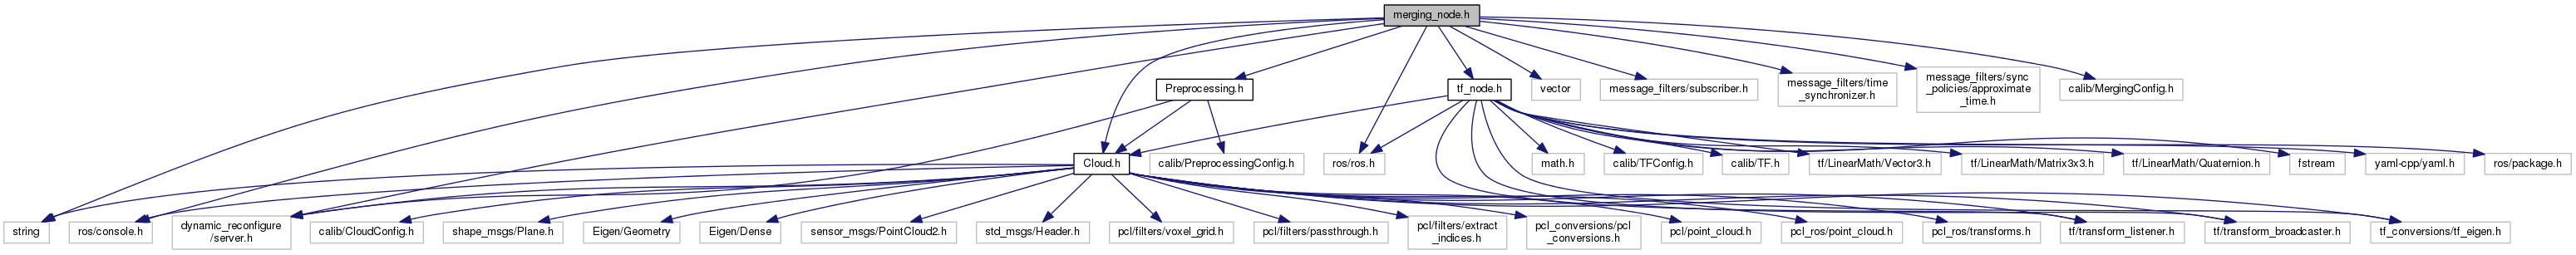 merging_node.h
Preprocessing.h
tf_node.h
vector
message_filters/subscriber.h
message_filters/time
_synchronizer.h
message_filters/sync
_policies/approximate
_time.h
calib/MergingConfig.h
Cloud.h
calib/PreprocessingConfig.h
ros/ros.h
math.h
calib/TFConfig.h
calib/TF.h
tf/LinearMath/Vector3.h
tf/LinearMath/Matrix3x3.h
tf/LinearMath/Quaternion.h
fstream
yaml-cpp/yaml.h
ros/package.h
string
ros/console.h
dynamic_reconfigure
/server.h
calib/CloudConfig.h
shape_msgs/Plane.h
Eigen/Geometry
Eigen/Dense
sensor_msgs/PointCloud2.h
std_msgs/Header.h
pcl/filters/voxel_grid.h
pcl/filters/passthrough.h
pcl/filters/extract
_indices.h
pcl_conversions/pcl
_conversions.h
pcl/point_cloud.h
pcl_ros/point_cloud.h
pcl_ros/transforms.h
tf/transform_listener.h
tf/transform_broadcaster.h
tf_conversions/tf_eigen.h